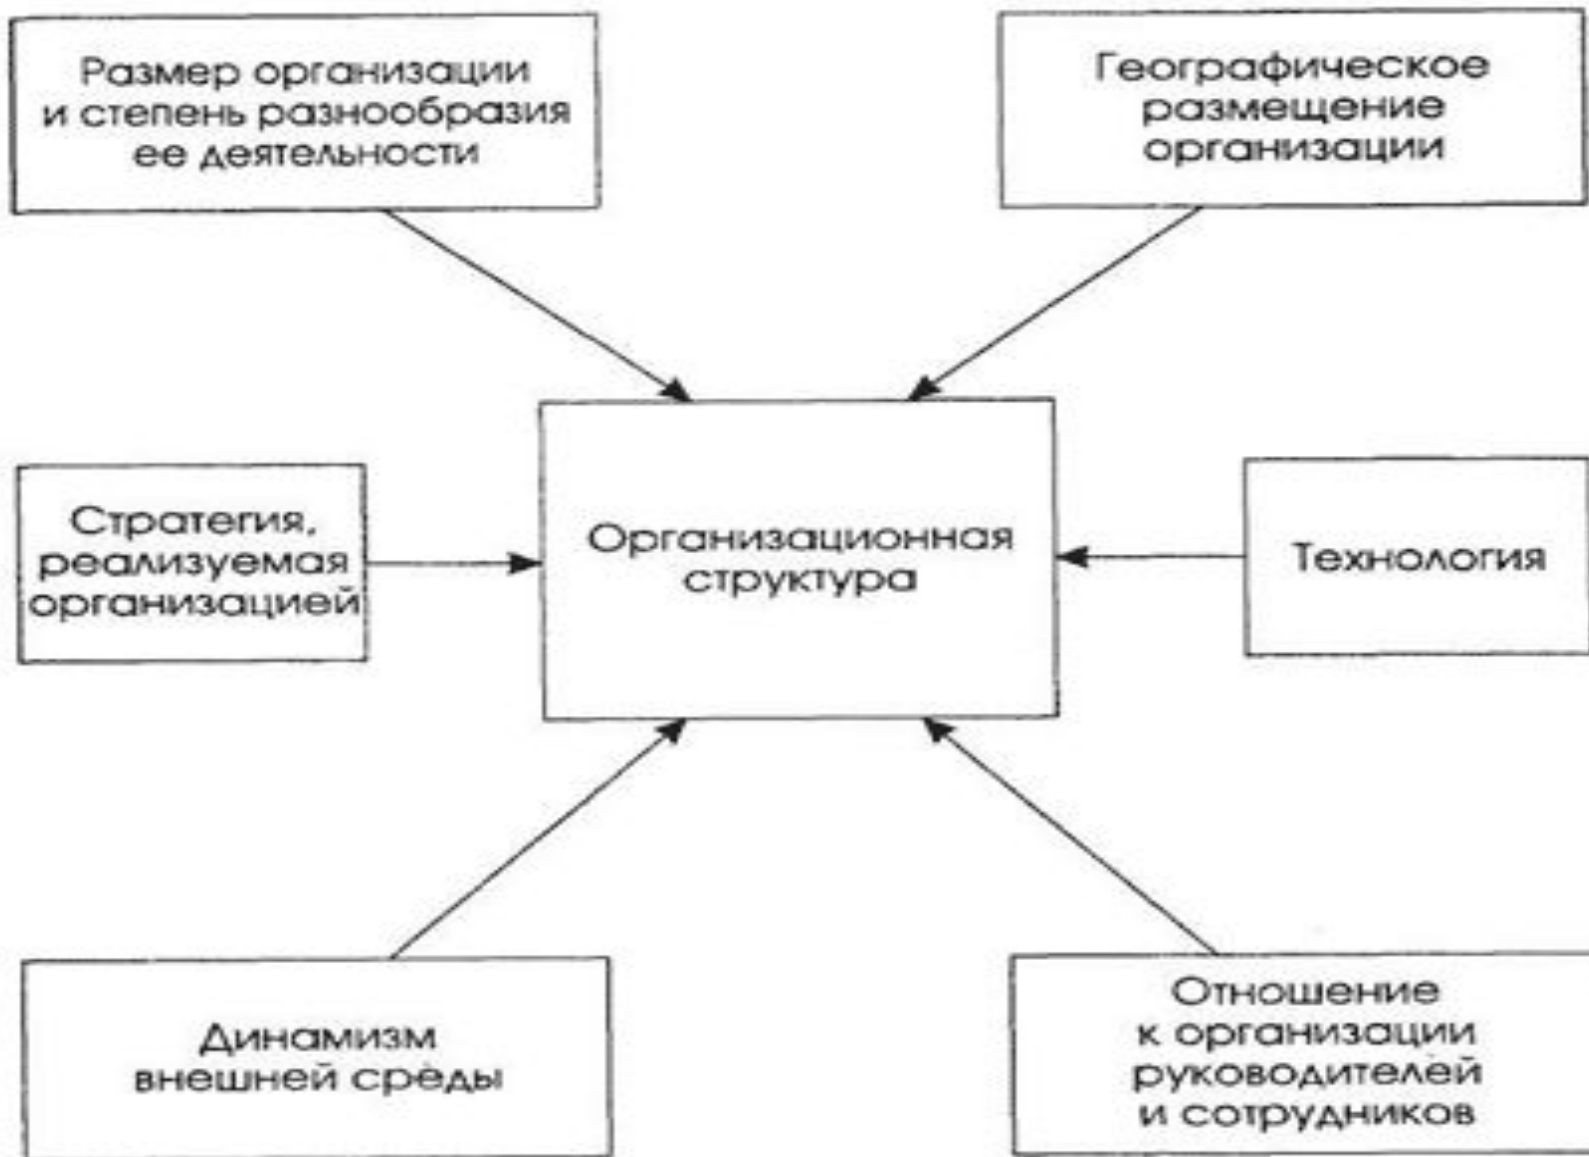 Размер организации
и степень разнообразия
ее деятельности
Географическое
размещение
организации
Стратегия,
реализуемая
организацией
Организационная
структура
Технология
Динамизм
внешней среды
Отношение
к организации
руководителей
и сотрудников